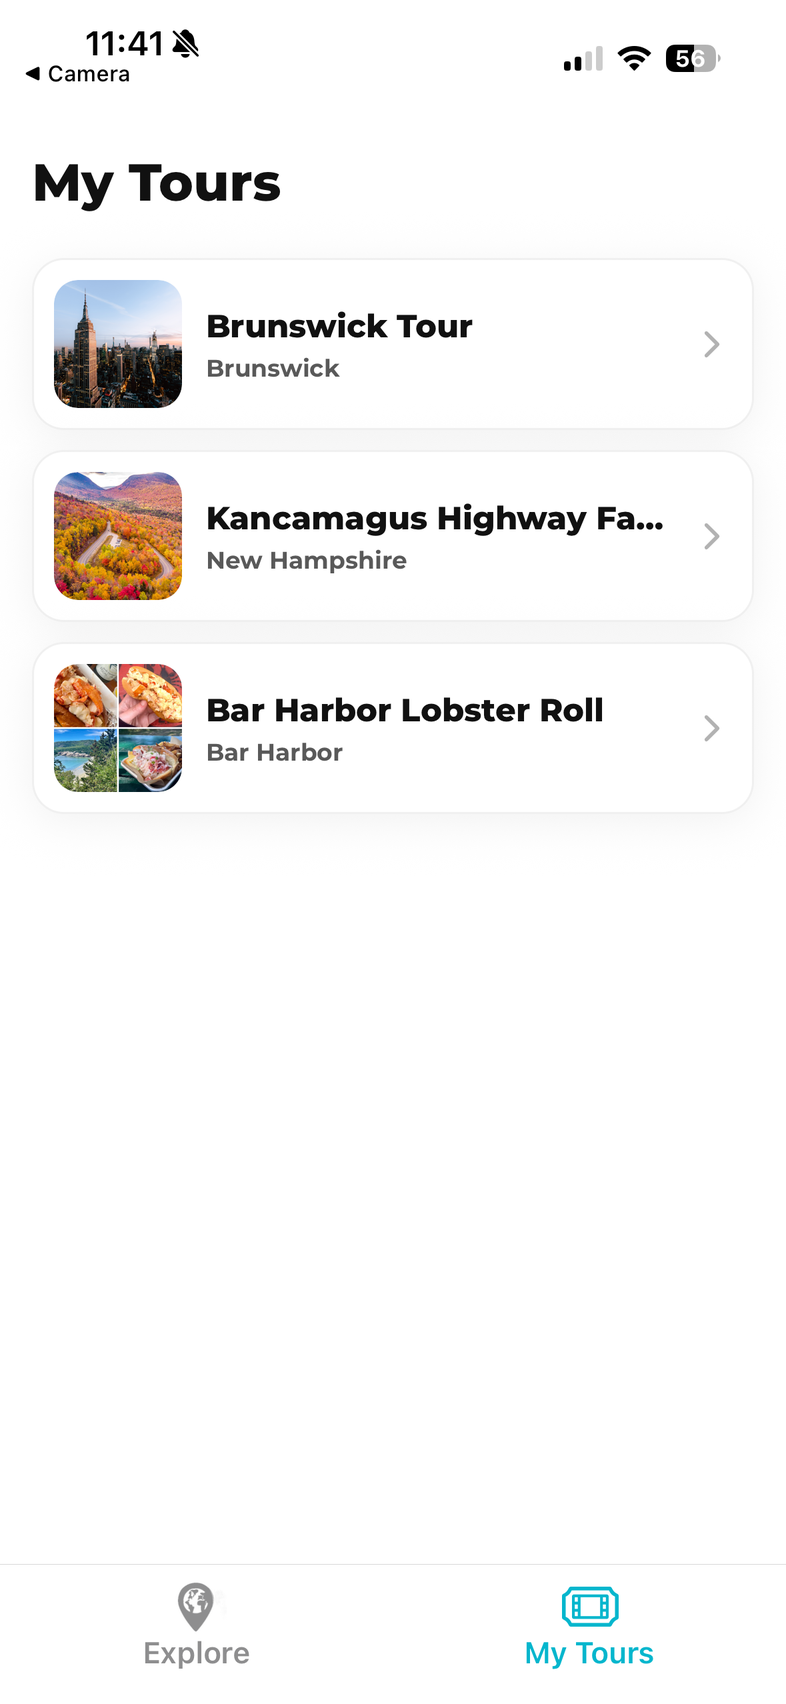 11:41
◀ Camera
56
My Tours
Brunswick Tour
Brunswick
Kancamagus Highway Fa...
New Hampshire
Bar Harbor Lobster Roll
Bar Harbor
Explore
My Tours